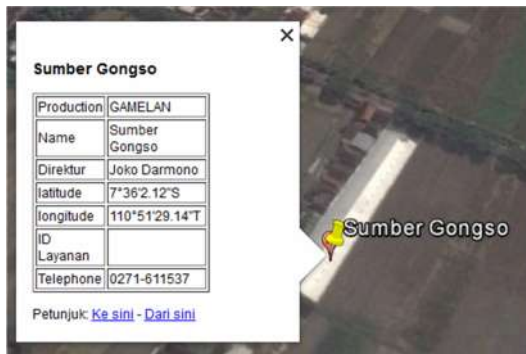 Sumber Gongso
Production GAMELAN
Name Sumber
Gongso
Direktur Joko Darmono
latitude 7°36'2.12"S
longitude 110°51'29.14"T
ID
Layanan
Telephone 0271-611537
Petunjuk: Ke sini - Dari sini
Sumber Gongso